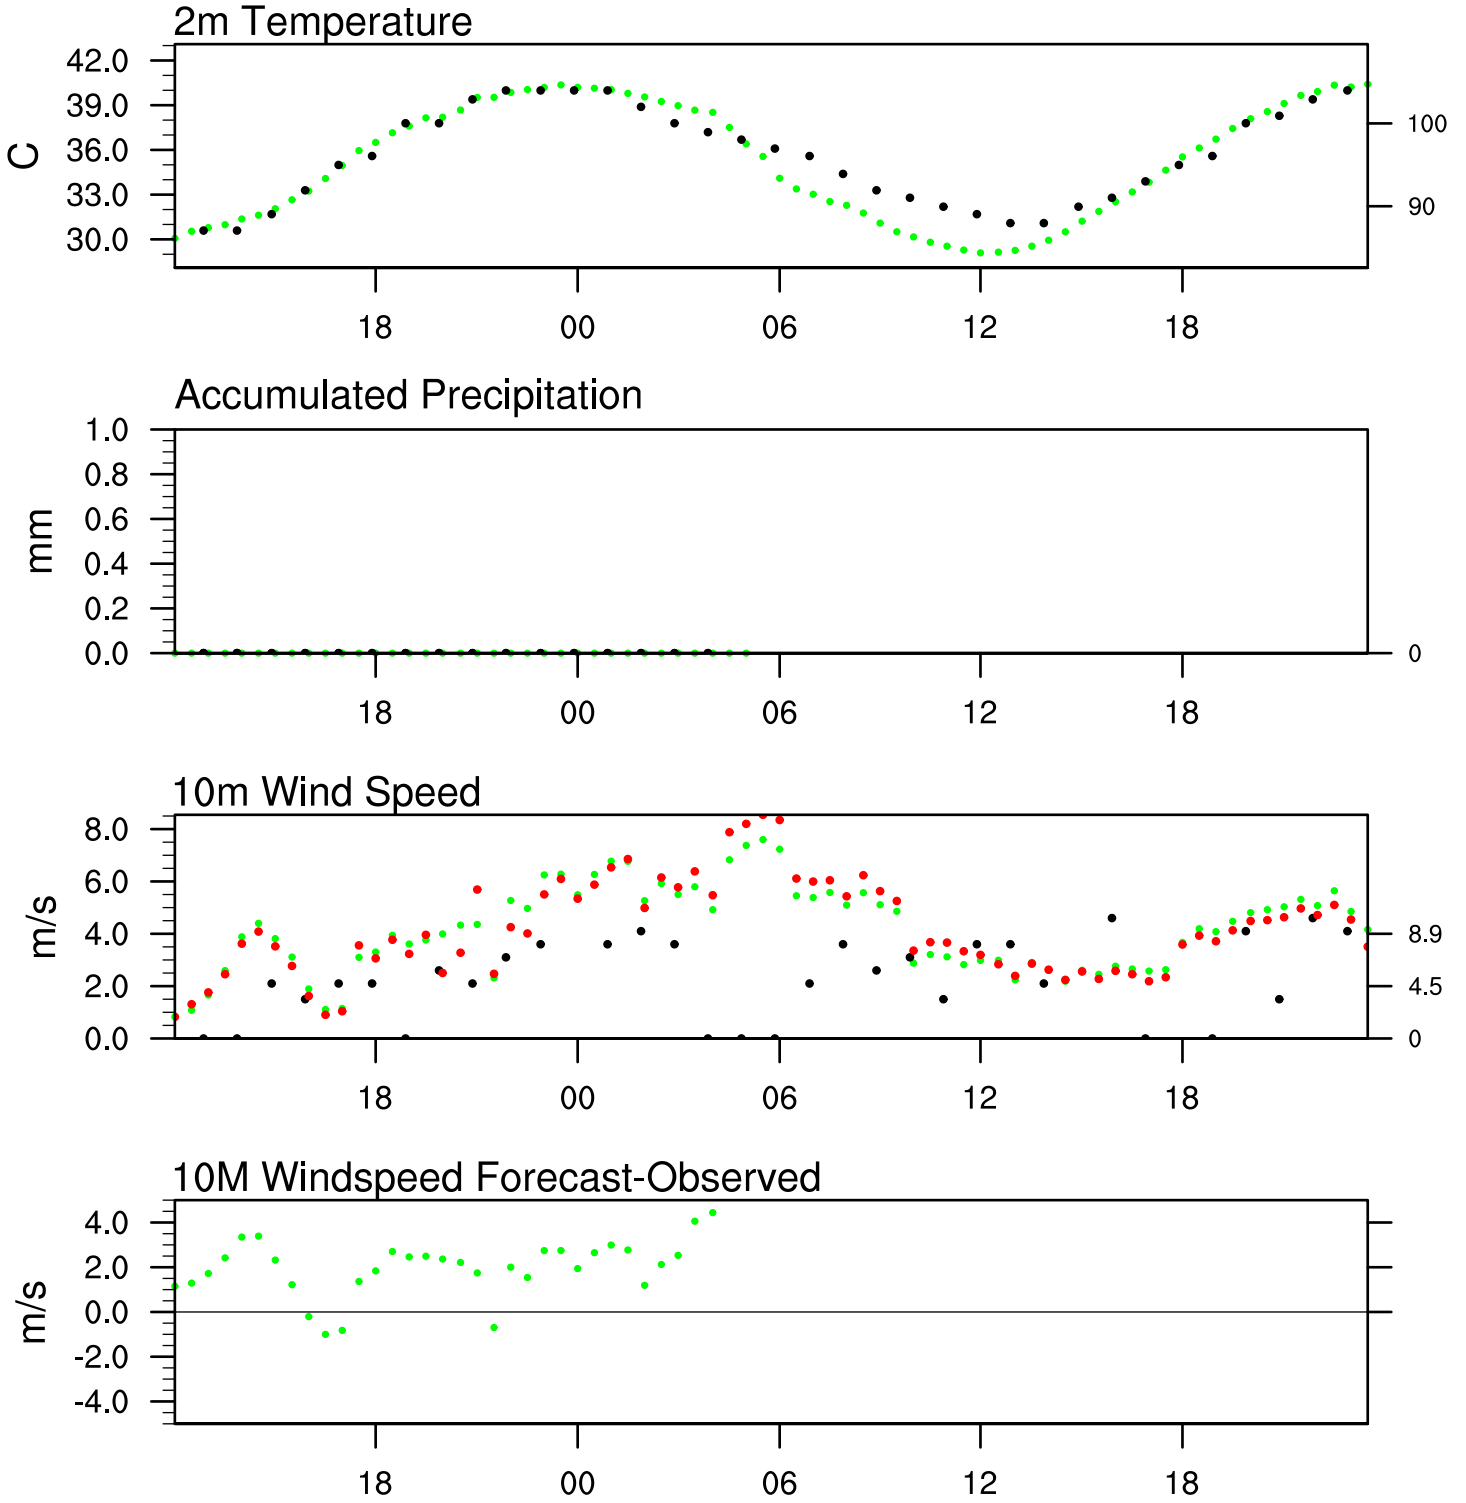 2m Temperature
42.0
39.0
36.0
33.0
30.0
C
100
90
18 00 06 12 18
Accumulated Precipitation
1.0
0.8
0.6
0.4
0.2
0.0
mm
0
18 00 06 12 18
10m Wind Speed
8.0
6.0
4.0
2.0
0.0
m/s
8.9
4.5
0
18 00 06 12 18
10M Windspeed Forecast-Observed
4.0
2.0
0.0
-2.0
-4.0
m/s
18 00 06 12 18